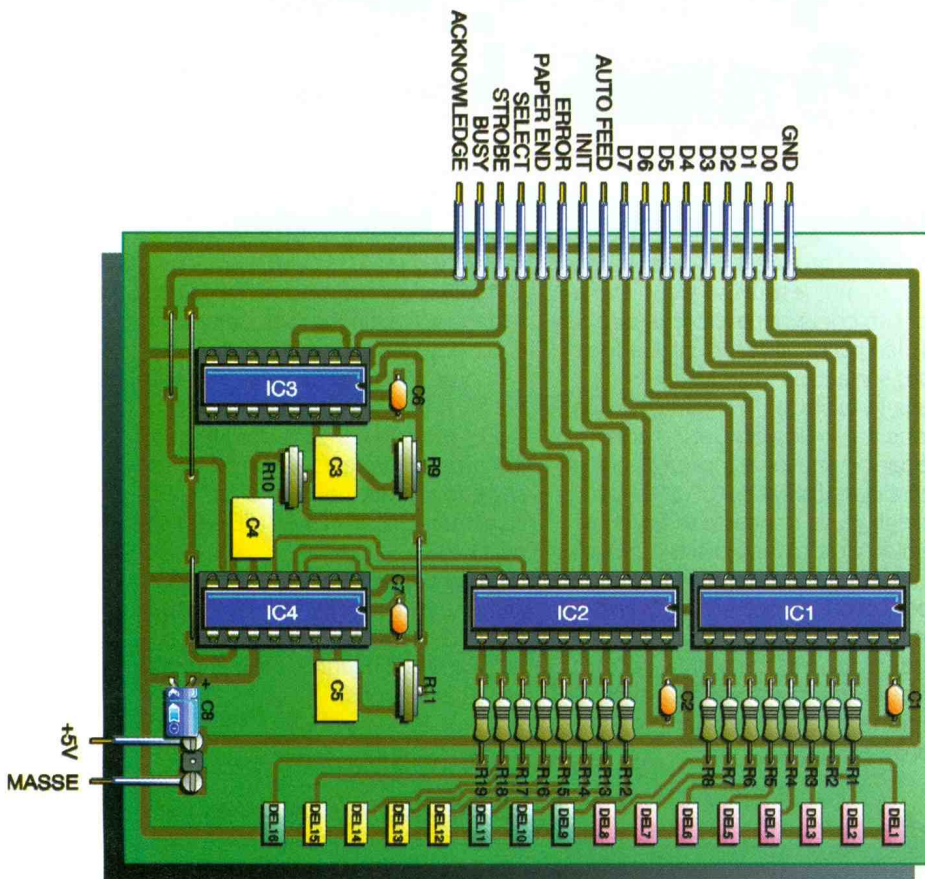 ACKNOWLEDGE
BUSY
STROBE
SELECT
PAPER END
ERROR
INIT
AUTO FEED
D7
D6
D5
D4
D3
D2
D1
D0
GND
IC3
C6
R9
C3
R10
C4
IC4
C7
C5
R11
IC2
IC1
C2
C1
+
C8
+5V
MASSE
R19
R18
R17
R16
R15
R14
R13
R12
R8
R7
R6
R5
R4
R3
R2
R1
DEL16
DEL15
DEL14
DEL13
DEL12
DEL11
DEL10
DEL9
DEL8
DEL7
DEL6
DEL5
DEL4
DEL3
DEL2
DEL1